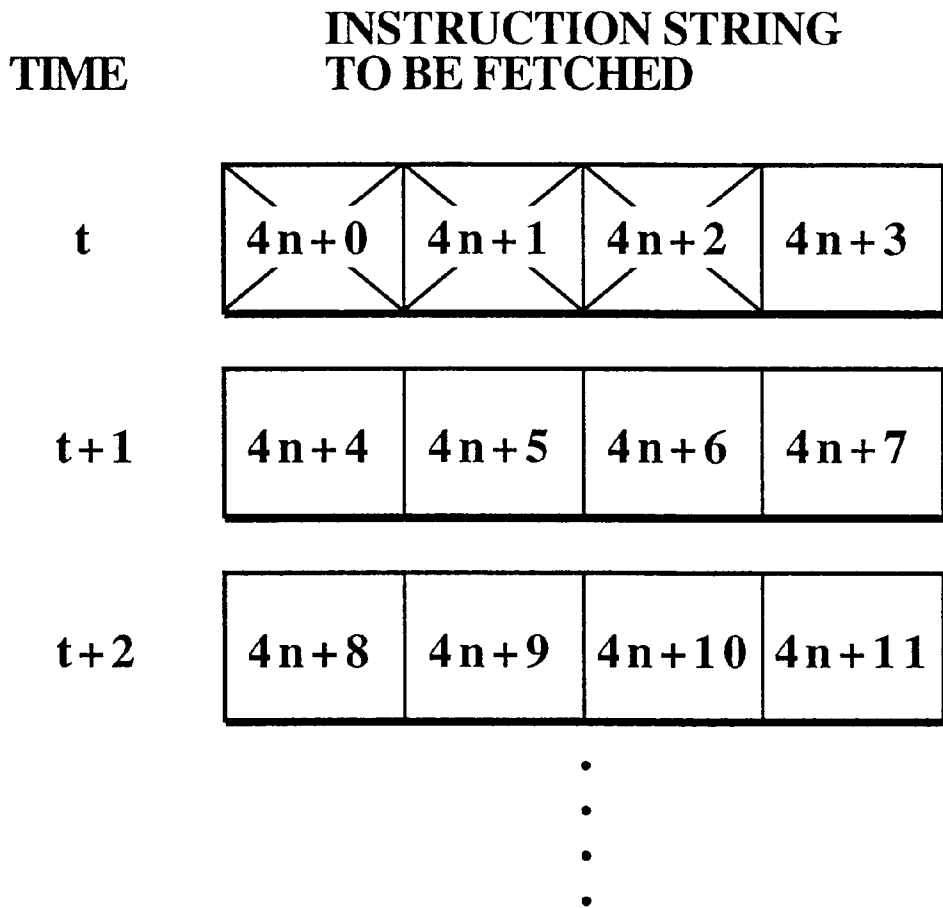 INSTRUCTION STRING
TIME TO BE FETCHED
t 4n+0 4n+1 4n+2 4n+3
t+1 4n+4 4n+5 4n+6 4n+7
t+2 4n+8 4n+9 4n+10 4n+11